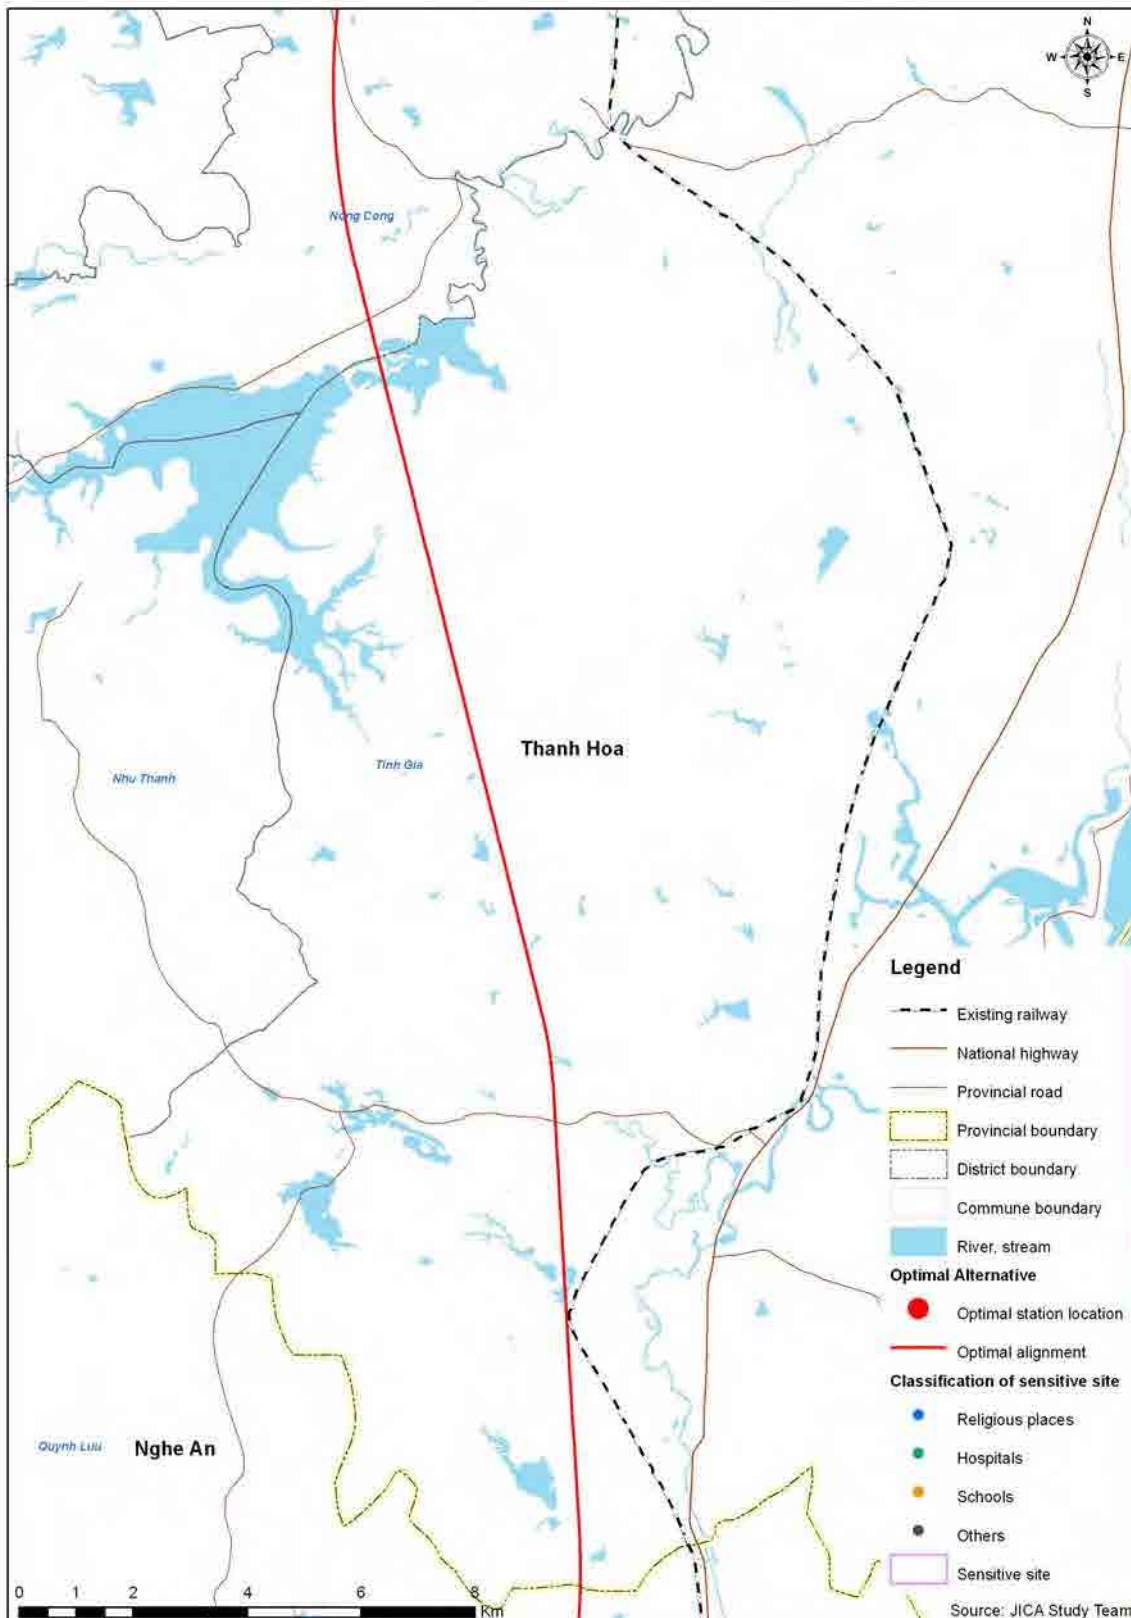 N
W E
S
Nong Cong
Thanh Hoa
Nhu Thanh
Tinh Gia
Legend
Existing railway
National highway
Provincial road
Provincial boundary
District boundary
Commune boundary
River, stream
Optimal Alternative
Optimal station location
Optimal alignment
Classification of sensitive site
Religious places
Hospitals
Schools
Others
Sensitive site
Quynh Luu
Nghe An
0 2 4 6 8
Km
Source: JICA Study Team